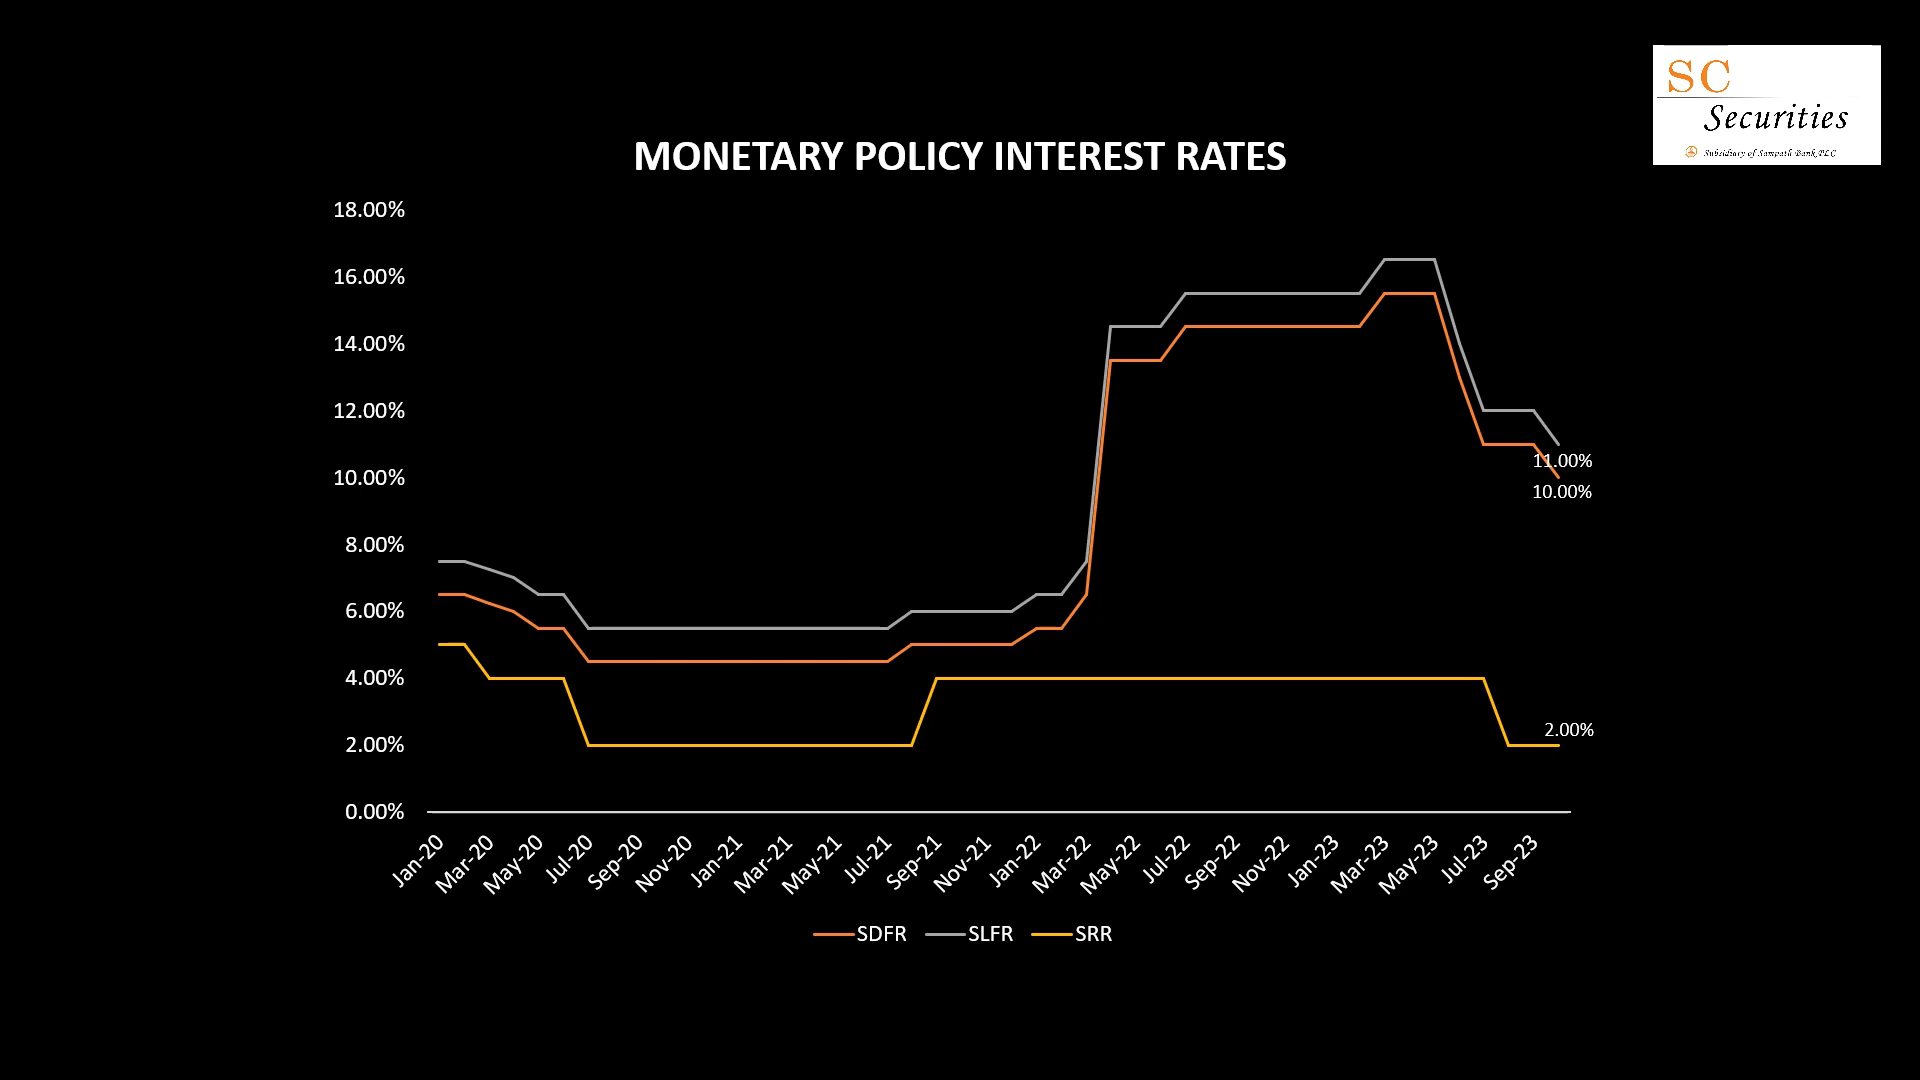 SC
Securities
Subsidiary of Sampath Bank PLC
MONETARY POLICY INTEREST RATES
18.00%
16.00%
14.00%
12.00%
10.00%
8.00%
6.00%
4.00%
2.00%
0.00%
11.00%
10.00%
2.00%
Jan-20
Mar-20
May-20
Jul-20
Sep-20
Nov-20
Jan-21
Mar-21
May-21
Jul-21
Sep-21
Nov-21
Jan-22
Mar-22
May-22
Jul-22
Sep-22
Nov-22
Jan-23
Mar-23
May-23
Jul-23
Sep-23
SDFR SLFR SRR